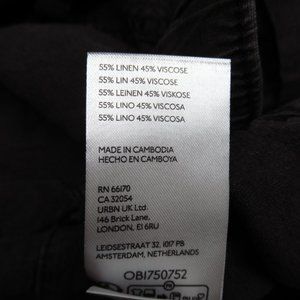 55% LINEN 45% VISCOSE
55% LIN 45% VISCOSE
55% LEINEN 45% VISKOSE
55% LINO 45% VISCOSA
55% LINO 45% VISCOSA
MADE IN CAMBODIA
HECHO EN CAMBOYA
RN 66170
CA 32054
URBN UK Ltd.
146 Brick Lane,
LONDON, E1 6RU
LEIDSESTRAAT 32, 1017 PB
AMSTERDAM, NETHERLANDS
OB1750752